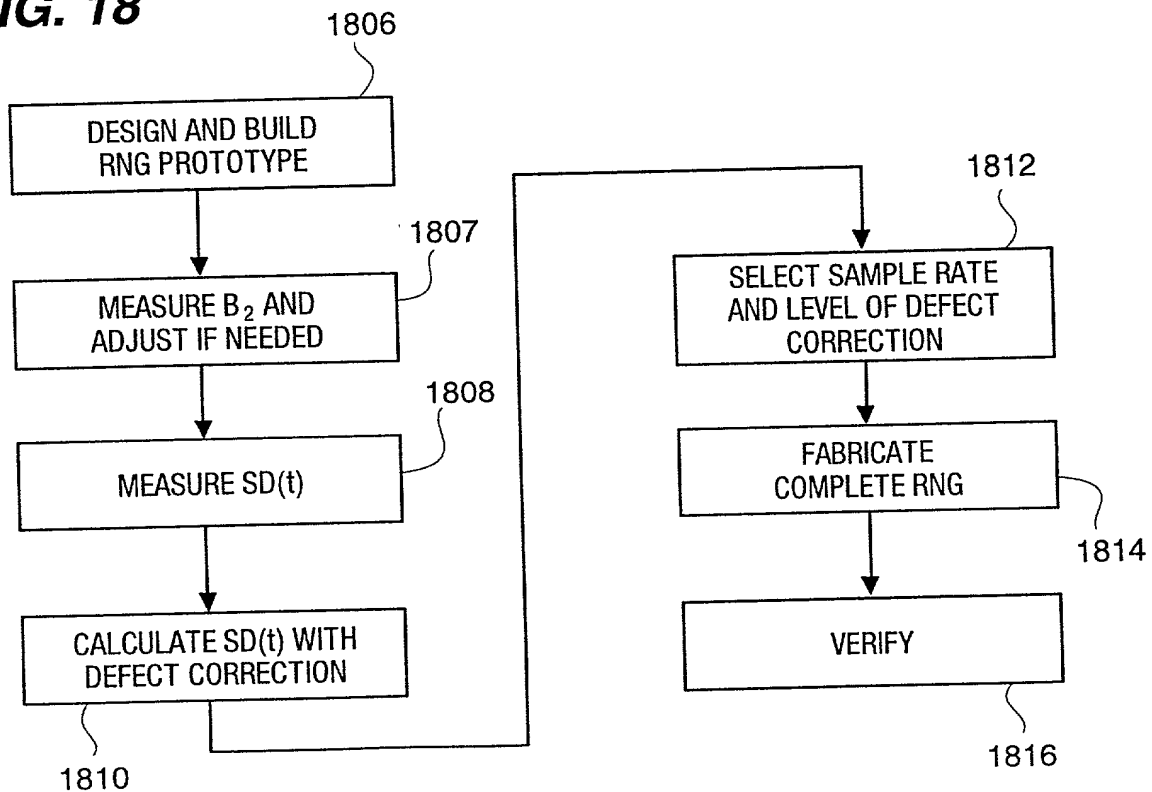 FIG. 18
1806
DESIGN AND BUILD
RNG PROTOTYPE
1807
MEASURE B₂ AND
ADJUST IF NEEDED
1808
MEASURE SD(t)
CALCULATE SD(t) WITH
DEFECT CORRECTION
1810
1812
SELECT SAMPLE RATE
AND LEVEL OF DEFECT
CORRECTION
FABRICATE
COMPLETE RNG
1814
VERIFY
1816